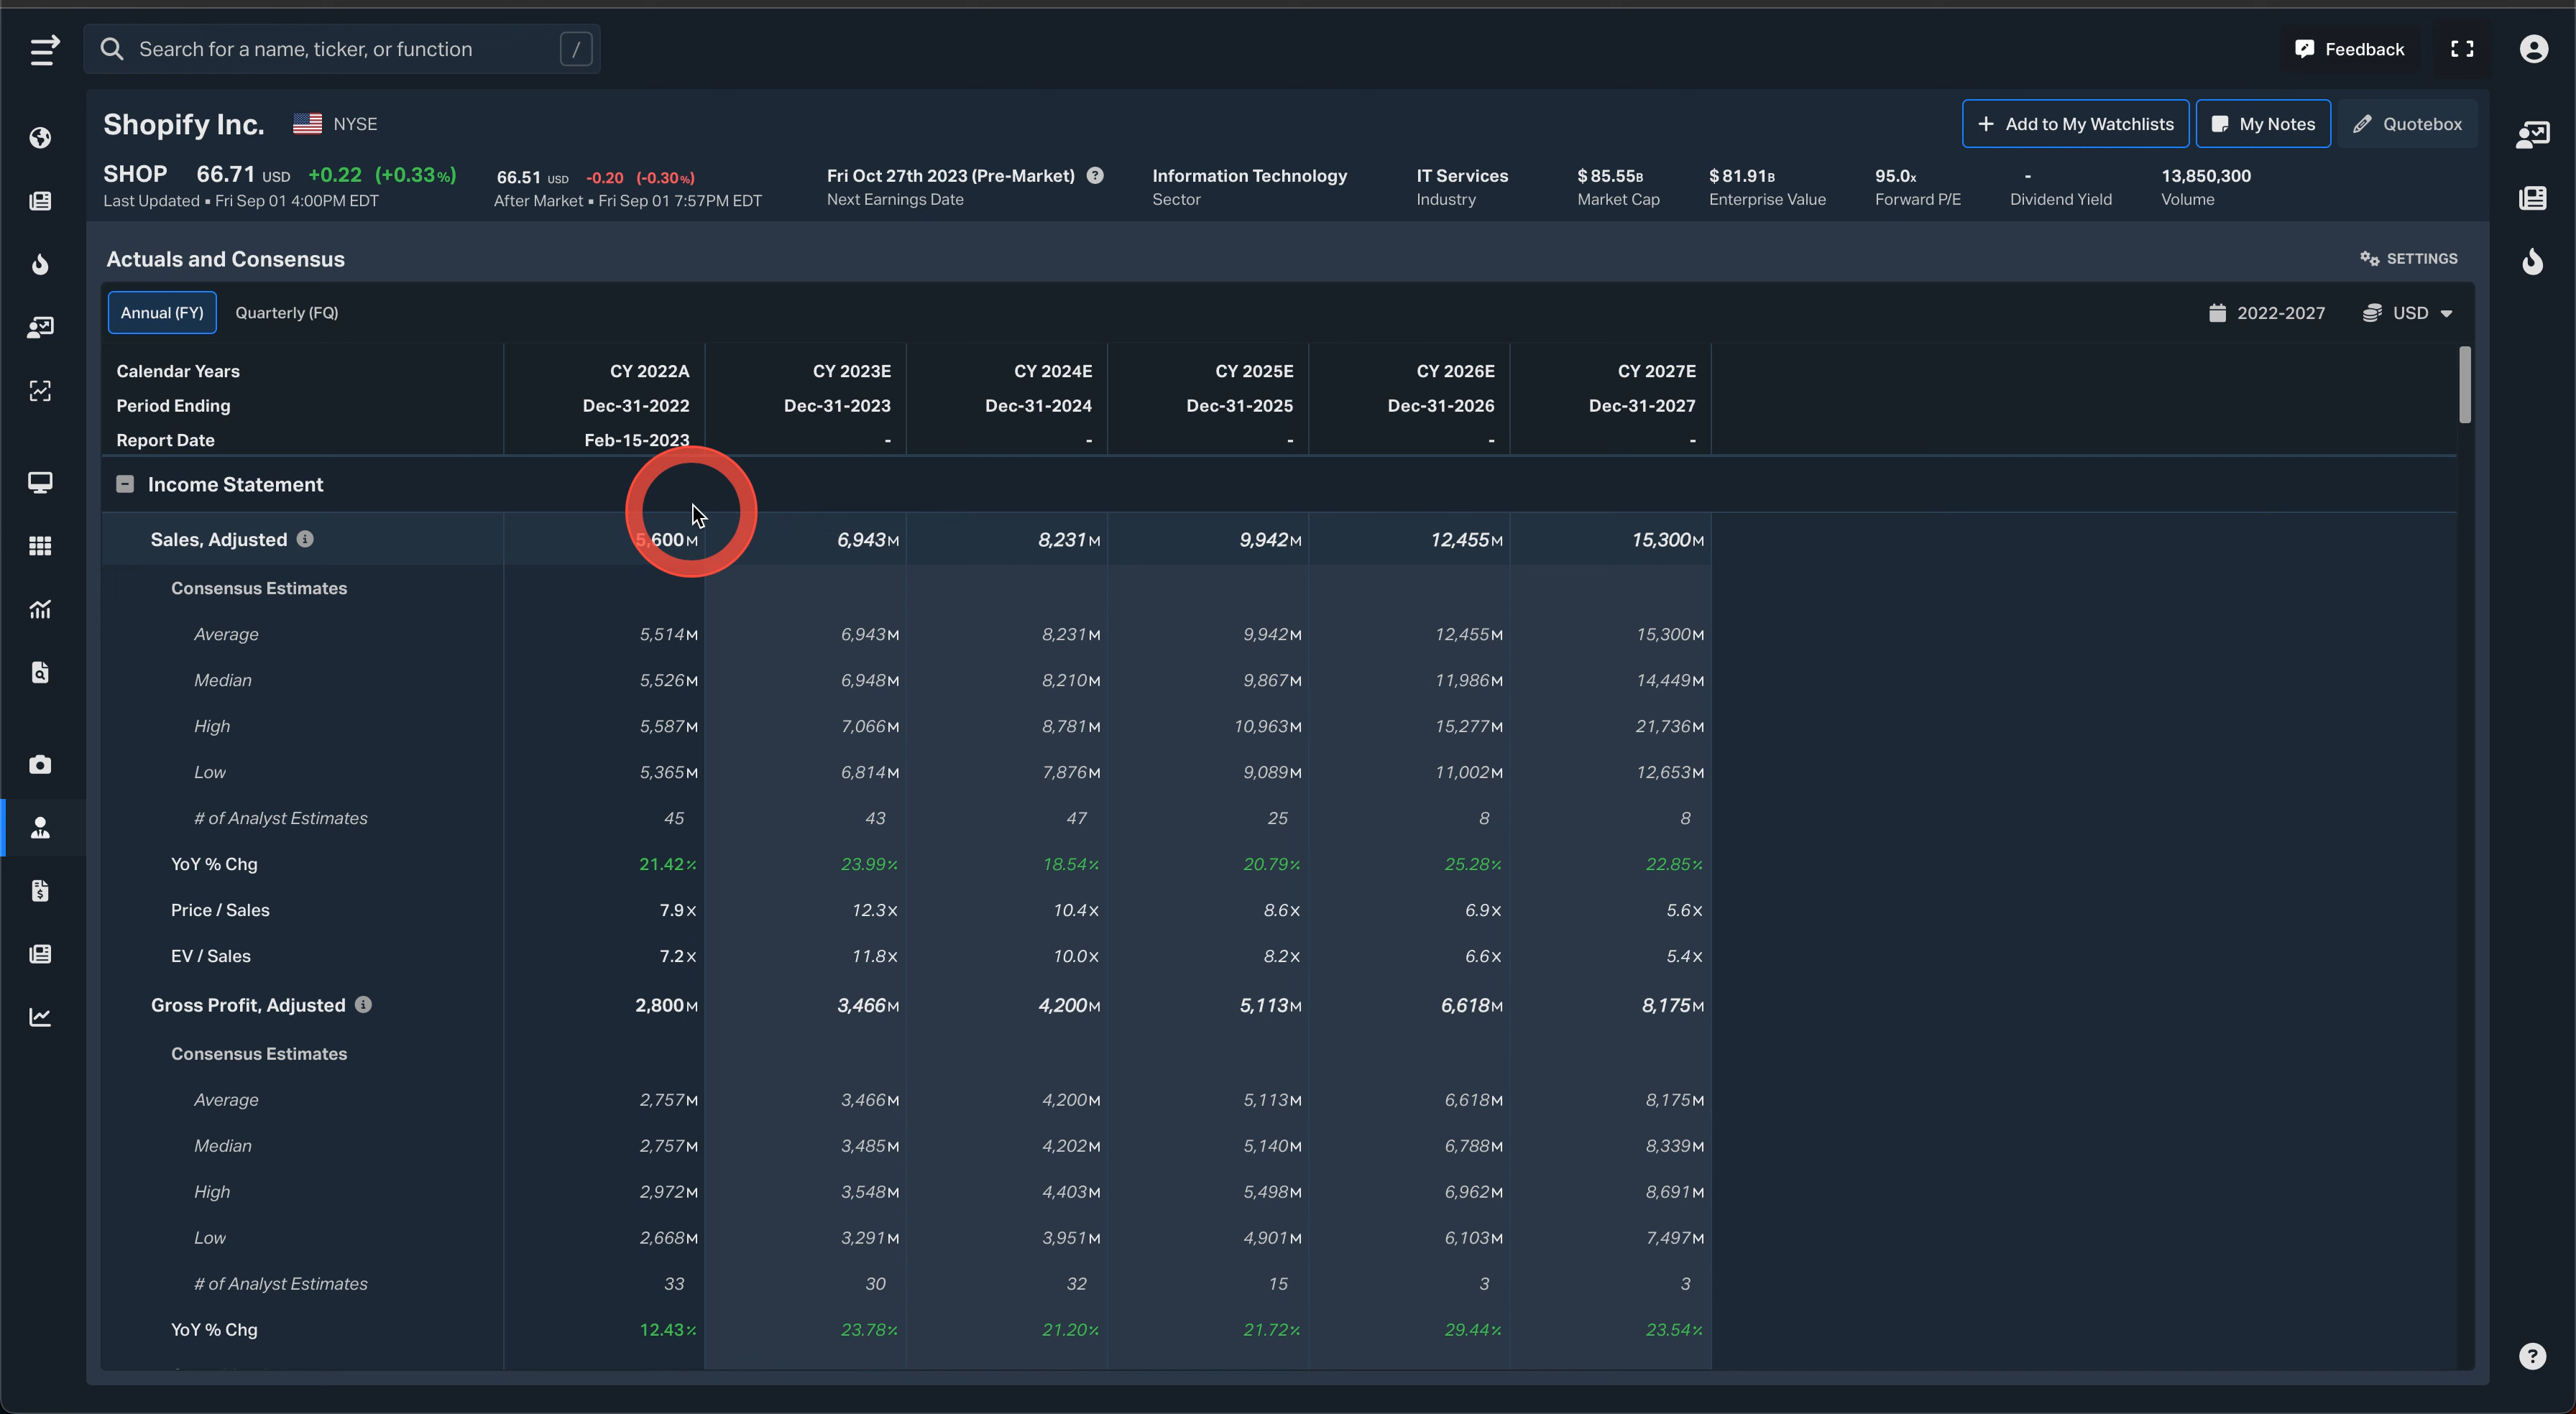 Search for a name, ticker, or function /
Feedback
Shopify Inc. NYSE
+ Add to My Watchlists My Notes Quotebox
SHOP 66.71 USD +0.22 (+0.33%) 66.51 USD -0.20 (-0.30%) Fri Oct 27th 2023 (Pre-Market) ? Information Technology IT Services $85.55B $81.91B 95.0x - 13,850,300
Last Updated ▪ Fri Sep 01 4:00PM EDT After Market ▪ Fri Sep 01 7:57PM EDT Next Earnings Date Sector Industry Market Cap Enterprise Value Forward P/E Dividend Yield Volume
Actuals and Consensus SETTINGS
Annual (FY) Quarterly (FQ) 2022-2027 USD
Calendar Years CY 2022A CY 2023E CY 2024E CY 2025E CY 2026E CY 2027E
Period Ending Dec-31-2022 Dec-31-2023 Dec-31-2024 Dec-31-2025 Dec-31-2026 Dec-31-2027
Report Date Feb-15-2023 - - - - -
Income Statement
Sales, Adjusted 5,600M 6,943M 8,231M 9,942M 12,455M 15,300M
Consensus Estimates
Average 5,514M 6,943M 8,231M 9,942M 12,455M 15,300M
Median 5,526M 6,948M 8,210M 9,867M 11,986M 14,449M
High 5,587M 7,066M 8,781M 10,963M 15,277M 21,736M
Low 5,365M 6,814M 7,876M 9,089M 11,002M 12,653M
# of Analyst Estimates 45 43 47 25 8 8
YoY % Chg 21.42% 23.99% 18.54% 20.79% 25.28% 22.85%
Price / Sales 7.9x 12.3x 10.4x 8.6x 6.9x 5.6x
EV / Sales 7.2x 11.8x 10.0x 8.2x 6.6x 5.4x
Gross Profit, Adjusted 2,800M 3,466M 4,200M 5,113M 6,618M 8,175M
Consensus Estimates
Average 2,757M 3,466M 4,200M 5,113M 6,618M 8,175M
Median 2,757M 3,485M 4,202M 5,140M 6,788M 8,339M
High 2,972M 3,548M 4,403M 5,498M 6,962M 8,691M
Low 2,668M 3,291M 3,951M 4,901M 6,103M 7,497M
# of Analyst Estimates 33 30 32 15 3 3
YoY % Chg 12.43% 23.78% 21.20% 21.72% 29.44% 23.54%